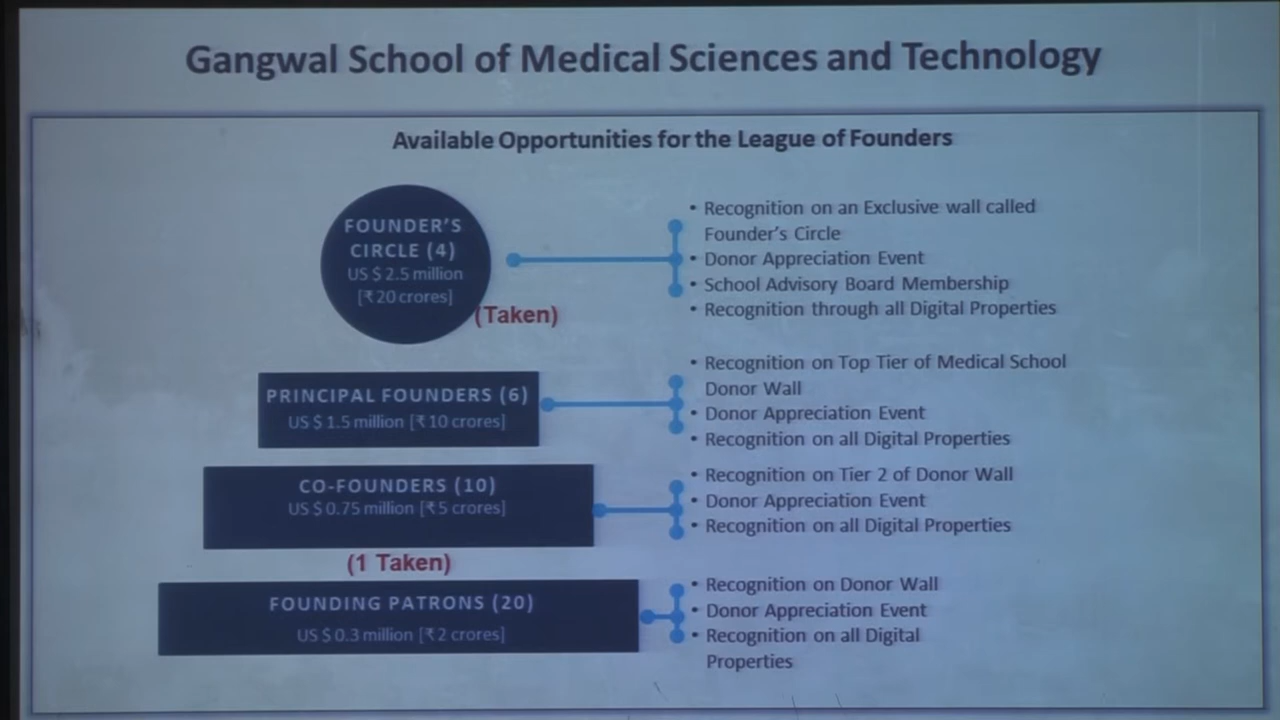 Gangwal School of Medical Sciences and Technology
Available Opportunities for the League of Founders
FOUNDER'S
CIRCLE (4)
US $ 2.5 million
[₹20 crores]
(Taken)
• Recognition on an Exclusive wall called
Founder's Circle
• Donor Appreciation Event
• School Advisory Board Membership
• Recognition through all Digital Properties
PRINCIPAL FOUNDERS (6)
US $ 1.5 million [₹10 crores]
• Recognition on Top Tier of Medical School
Donor Wall
• Donor Appreciation Event
• Recognition on all Digital Properties
CO-FOUNDERS (10)
US $ 0.75 million [₹5 crores]
(1 Taken)
• Recognition on Tier 2 of Donor Wall
• Donor Appreciation Event
• Recognition on all Digital Properties
FOUNDING PATRONS (20)
US $ 0.3 million [₹2 crores]
• Recognition on Donor Wall
• Donor Appreciation Event
• Recognition on all Digital
Properties